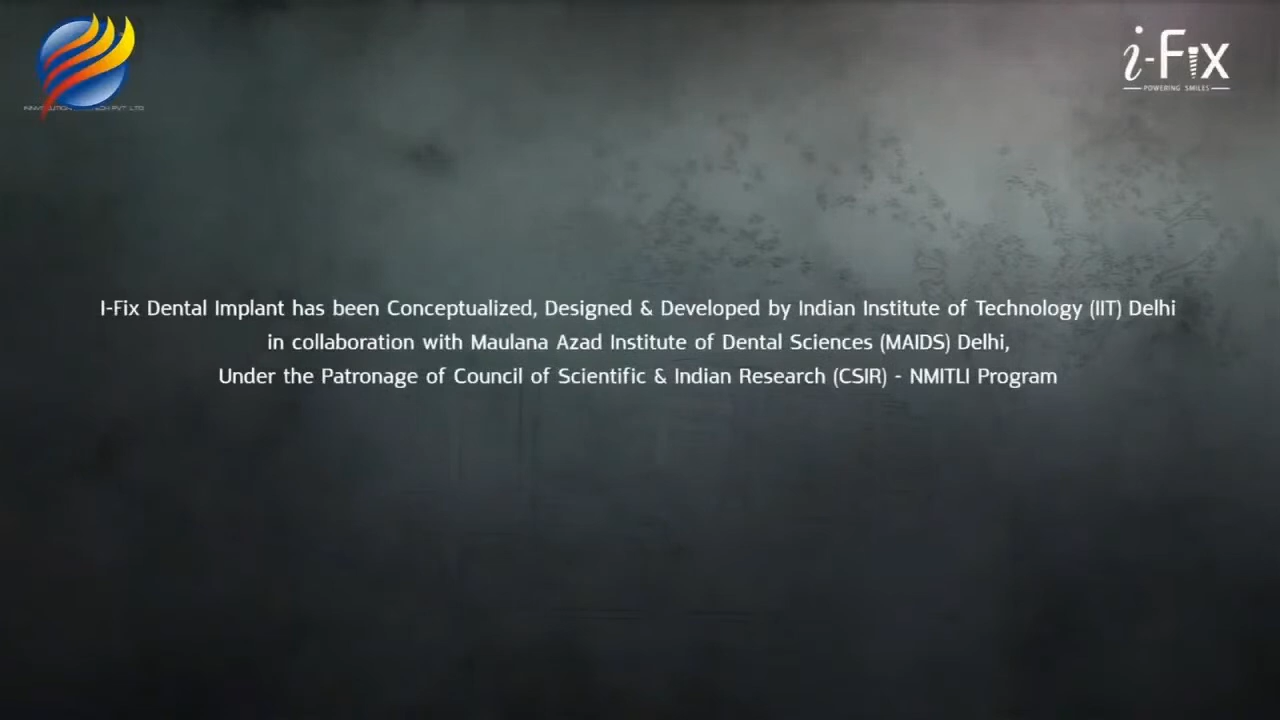 i-Fix
POWERING SMILES
I-Fix Dental Implant has been Conceptualized, Designed & Developed by Indian Institute of Technology (IIT) Delhi
in collaboration with Maulana Azad Institute of Dental Sciences (MAIDS) Delhi,
Under the Patronage of Council of Scientific & Indian Research (CSIR) - NMITLI Program